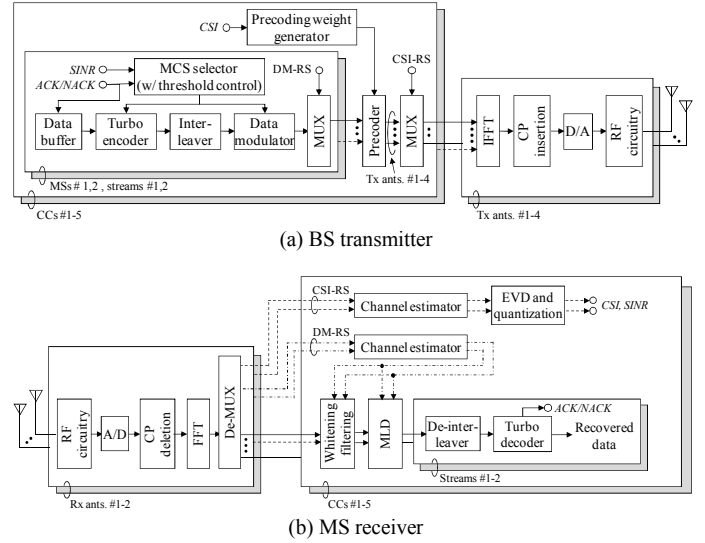 CSI
Precoding weight
generator
SINR
ACK/NACK
MCS selector
(w/ threshold control)
DM-RS
CSI-RS
Data
buffer
Turbo
encoder
Inter-
leaver
Data
modulator
MUX
Precoder
MUX
IFFT
CP
insertion
D/A
RF
circuitry
MSs # 1,2 , streams #1,2
Tx ants. #1-4
CCs #1-5
Tx ants. #1-4
(a) BS transmitter
CSI-RS
Channel estimator
EVD and
quantization
CSI, SINR
DM-RS
Channel estimator
RF
circuitry
A/D
CP
deletion
FFT
De-MUX
Whitening
filtering
MLD
De-inter-
leaver
Turbo
decoder
ACK/NACK
Recovered
data
Streams #1-2
Rx ants. #1-2
CCs #1-5
(b) MS receiver